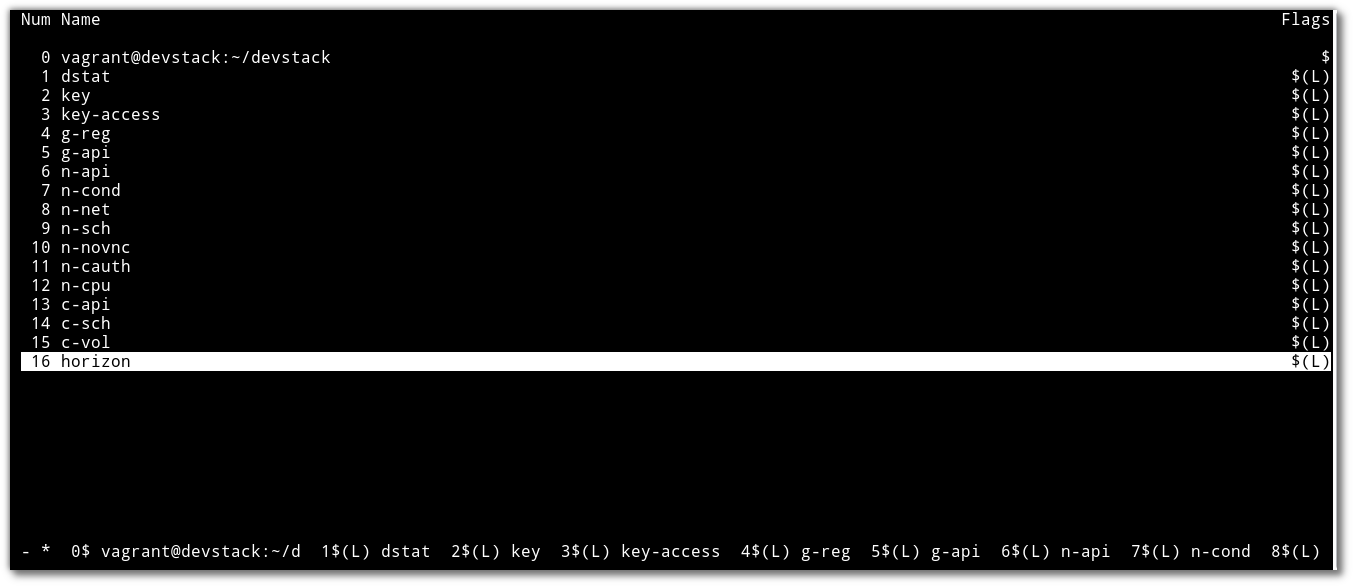 Num Name Flags
0 vagrant@devstack:~/devstack $
1 dstat $(L)
2 key $(L)
3 key-access $(L)
4 g-reg $(L)
5 g-api $(L)
6 n-api $(L)
7 n-cond $(L)
8 n-net $(L)
9 n-sch $(L)
10 n-novnc $(L)
11 n-cauth $(L)
12 n-cpu $(L)
13 c-api $(L)
14 c-sch $(L)
15 c-vol $(L)
16 horizon $(L)
- * 0$ vagrant@devstack:~/d 1$(L) dstat 2$(L) key 3$(L) key-access 4$(L) g-reg 5$(L) g-api 6$(L) n-api 7$(L) n-cond 8$(L)